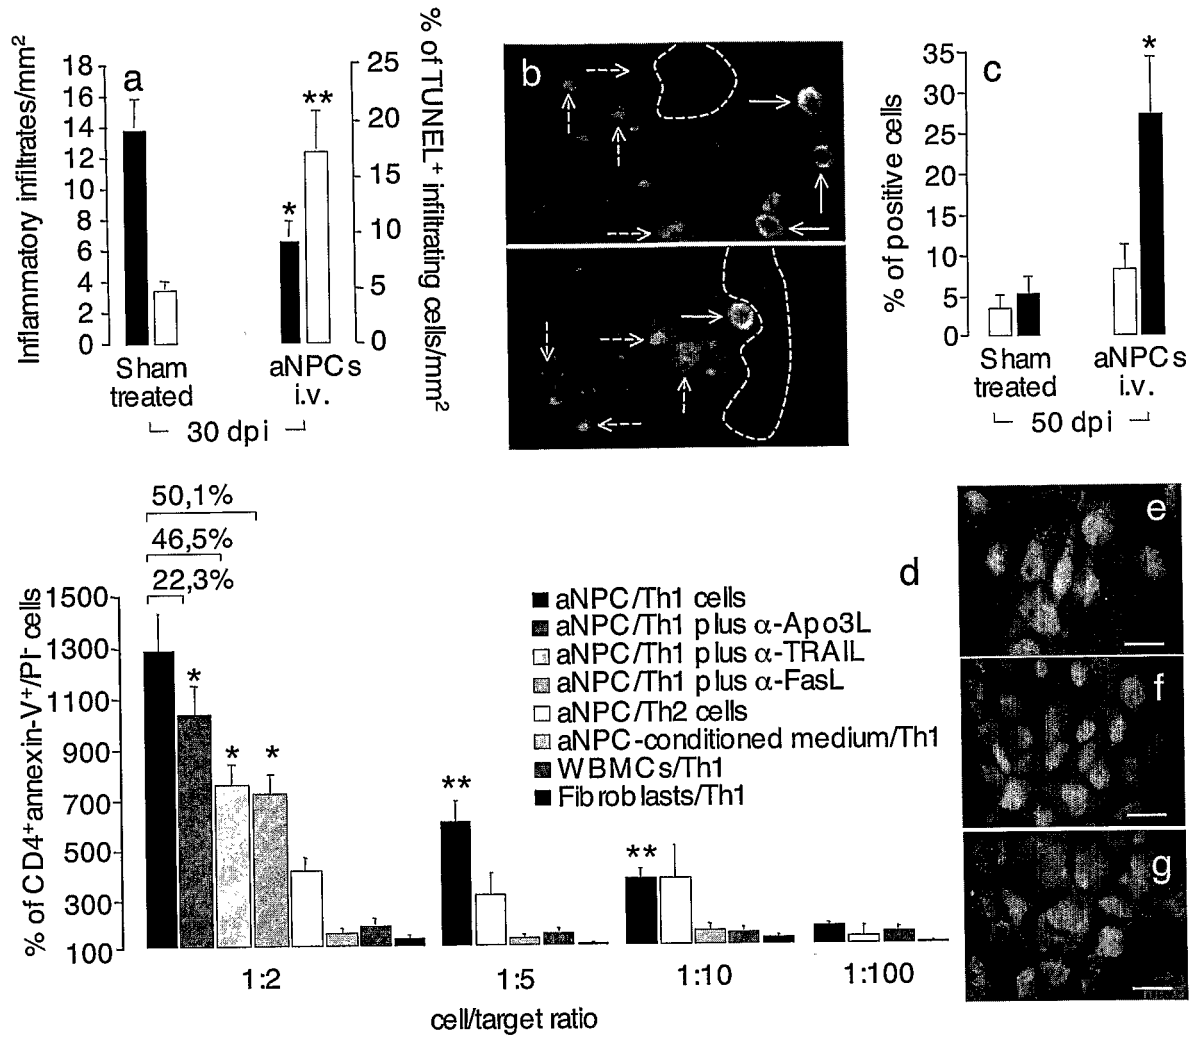 a
Inflammatory infiltrates/mm²
18
16
14
12
10
8
6
4
2
0
*
**
25
20
15
10
5
0
% of TUNEL⁺ infiltrating cells/mm²
Sham
treated
aNPCs
i.v.
30 dpi
b
c
% of positive cells
35
30
25
20
15
10
5
0
*
Sham
treated
aNPCs
i.v.
50 dpi
50,1%
46,5%
22,3%
d
% of CD4⁺annexin-V⁺/PI⁻ cells
1500
1300
1100
900
700
500
300
100
*
*
*
**
**
aNPC/Th1 cells
aNPC/Th1 plus α-Apo3L
aNPC/Th1 plus α-TRAIL
aNPC/Th1 plus α-FasL
aNPC/Th2 cells
aNPC-conditioned medium/Th1
WBMCs/Th1
Fibroblasts/Th1
1:2
1:5
1:10
1:100
cell/target ratio
e
f
g